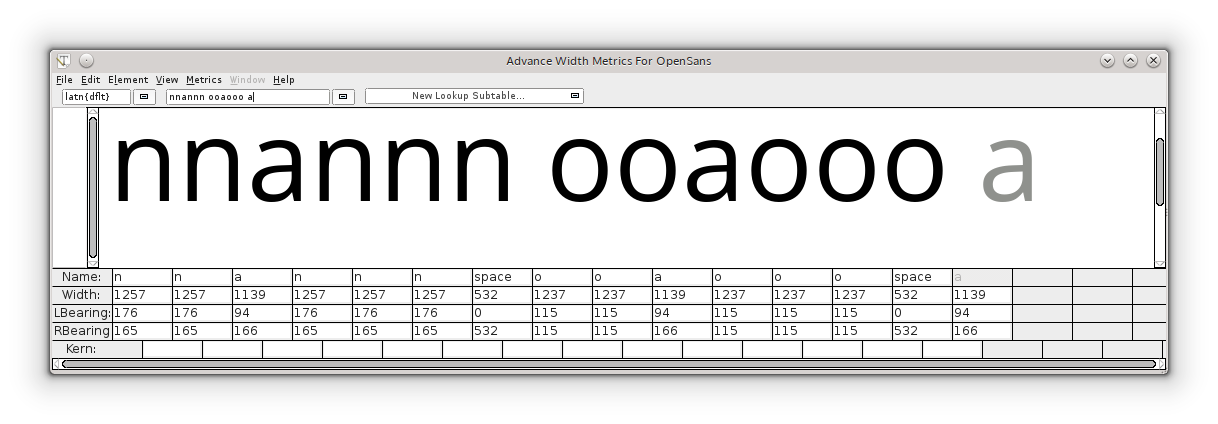 Advance Width Metrics For OpenSans
File Edit Element View Metrics Window Help
latn{dflt} nnannn ooaooo a New Lookup Subtable...
nnannn ooaooo a
Name: n n a n n n space o o a o o o space a
Width: 1257 1257 1139 1257 1257 1257 532 1237 1237 1139 1237 1237 1237 532 1139
LBearing: 176 176 94 176 176 176 0 115 115 94 115 115 115 0 94
RBearing 165 165 166 165 165 165 532 115 115 166 115 115 115 532 166
Kern: